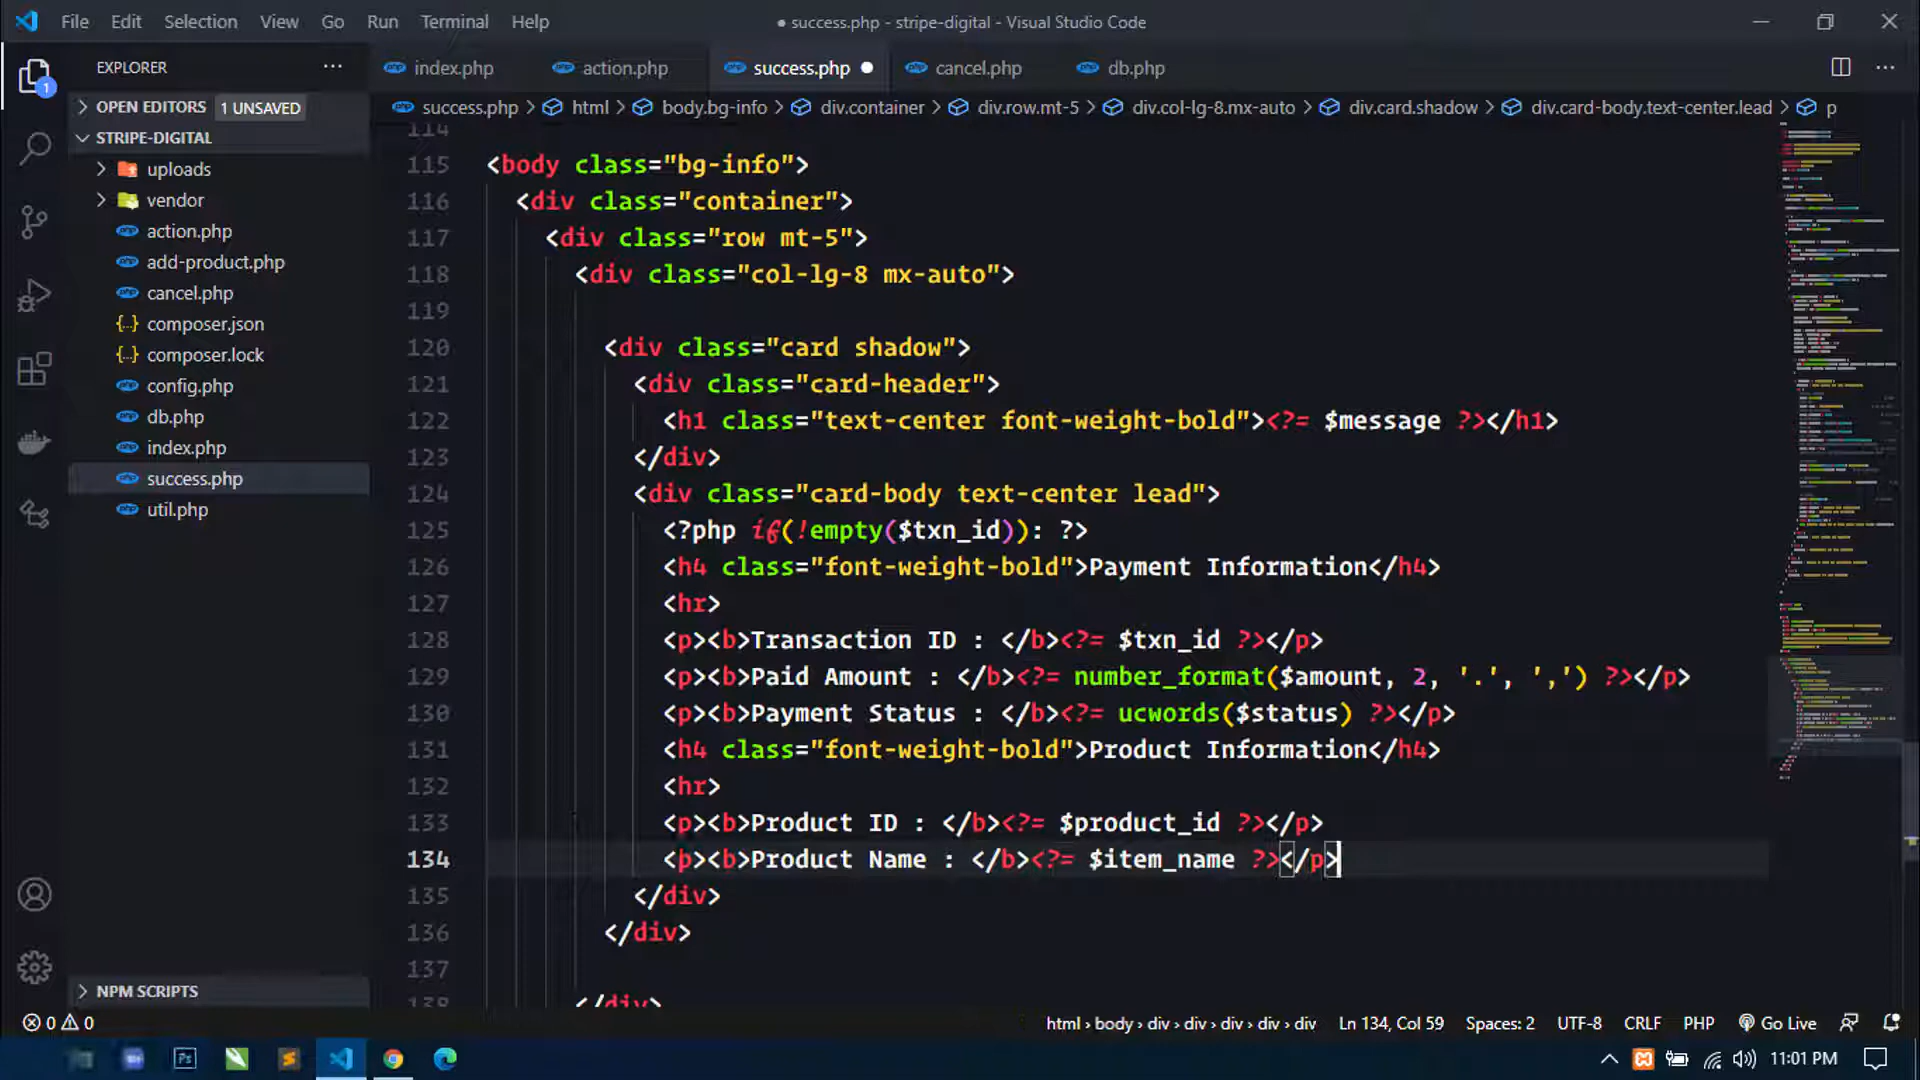 File Edit Selection View Go Run Terminal Help
● success.php - stripe-digital - Visual Studio Code
EXPLORER
index.php action.php success.php ● cancel.php db.php
OPEN EDITORS 1 UNSAVED
success.php > html > body.bg-info > div.container > div.row.mt-5 > div.col-lg-8.mx-auto > div.card.shadow > div.card-body.text-center.lead > p
STRIPE-DIGITAL
uploads
vendor
action.php
add-product.php
cancel.php
composer.json
composer.lock
config.php
db.php
index.php
success.php
util.php
NPM SCRIPTS
1
114
115 <body class="bg-info">
116 <div class="container">
117 <div class="row mt-5">
118 <div class="col-lg-8 mx-auto">
119
120 <div class="card shadow">
121 <div class="card-header">
122 <h1 class="text-center font-weight-bold"><?= $message ?></h1>
123 </div>
124 <div class="card-body text-center lead">
125 <?php if(!empty($txn_id)): ?>
126 <h4 class="font-weight-bold">Payment Information</h4>
127 <hr>
128 <p><b>Transaction ID : </b><?= $txn_id ?></p>
129 <p><b>Paid Amount : </b><?= number_format($amount, 2, '.', ',') ?></p>
130 <p><b>Payment Status : </b><?= ucwords($status) ?></p>
131 <h4 class="font-weight-bold">Product Information</h4>
132 <hr>
133 <p><b>Product ID : </b><?= $product_id ?></p>
134 <p><b>Product Name : </b><?= $item_name ?></p>
135 </div>
136 </div>
137
138 </div>
0 0
html › body › div › div › div › div › div Ln 134, Col 59 Spaces: 2 UTF-8 CRLF PHP Go Live
Ps
11:01 PM